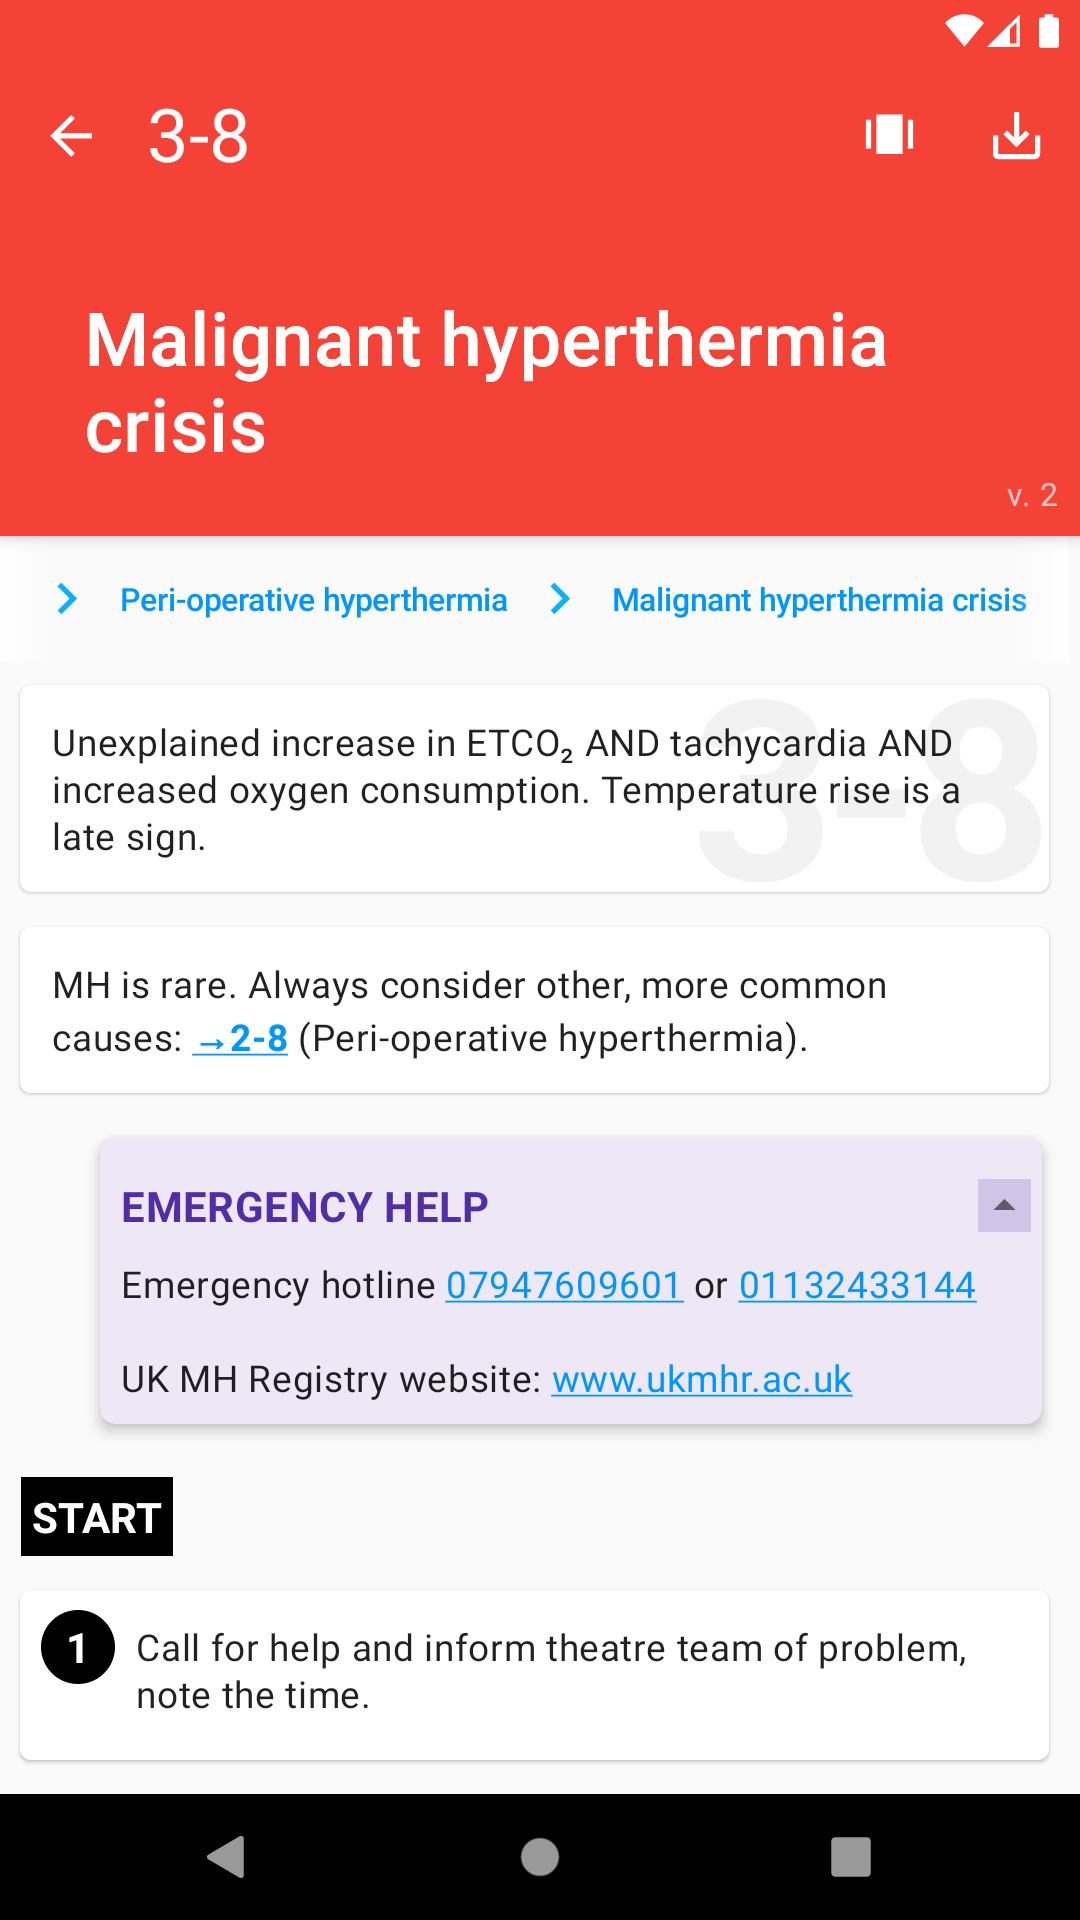 3-8
Malignant hyperthermia
crisis
v. 2
Peri-operative hyperthermia
Malignant hyperthermia crisis
3-8
Unexplained increase in ETCO₂ AND tachycardia AND
increased oxygen consumption. Temperature rise is a
late sign.
MH is rare. Always consider other, more common
causes: →2-8 (Peri-operative hyperthermia).
EMERGENCY HELP
Emergency hotline 07947609601 or 01132433144
UK MH Registry website: www.ukmhr.ac.uk
START
1 Call for help and inform theatre team of problem,
note the time.